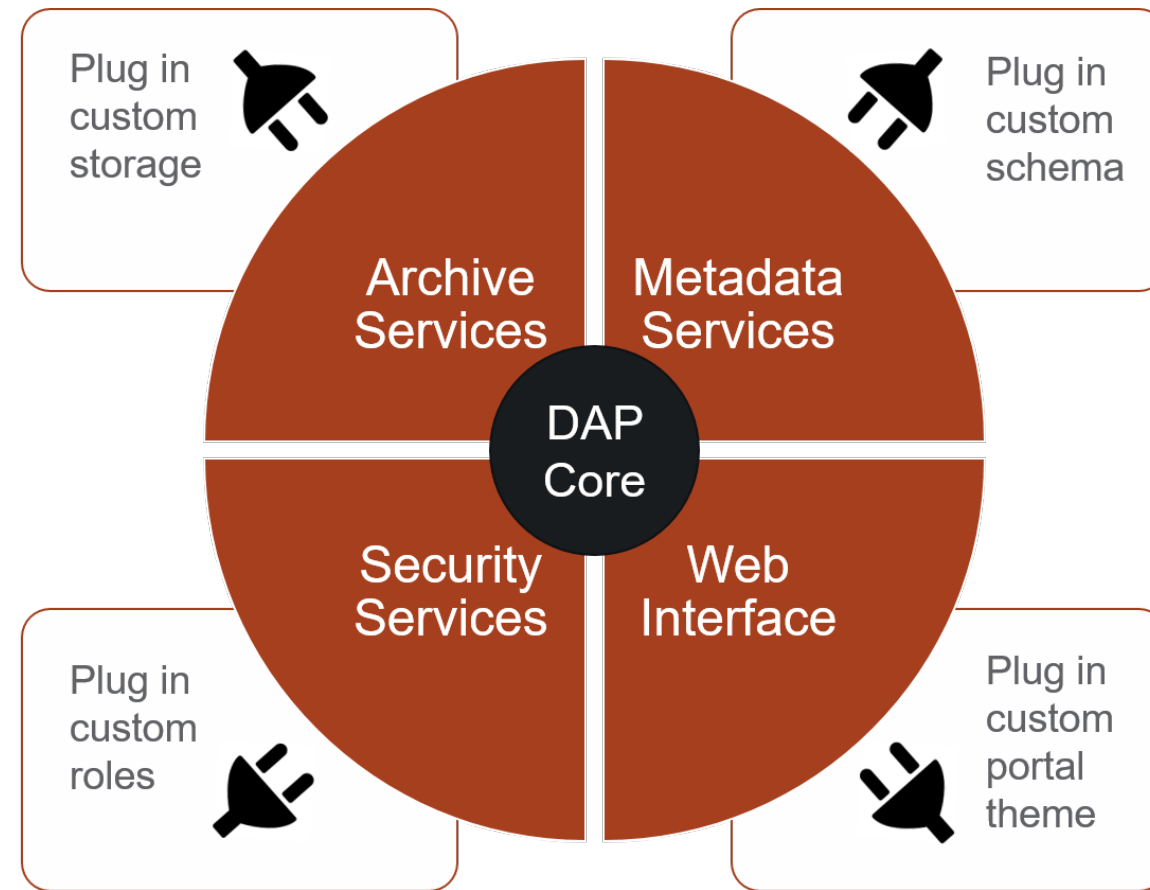 Plug in
custom
storage
Plug in
custom
schema
Archive
Services
Metadata
Services
DAP
Core
Security
Services
Web
Interface
Plug in
custom
roles
Plug in
custom
portal
theme